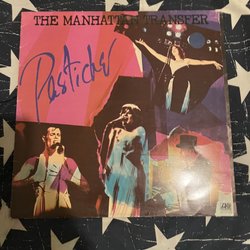 THE MANHATTAN TRANSFER
Pastiche